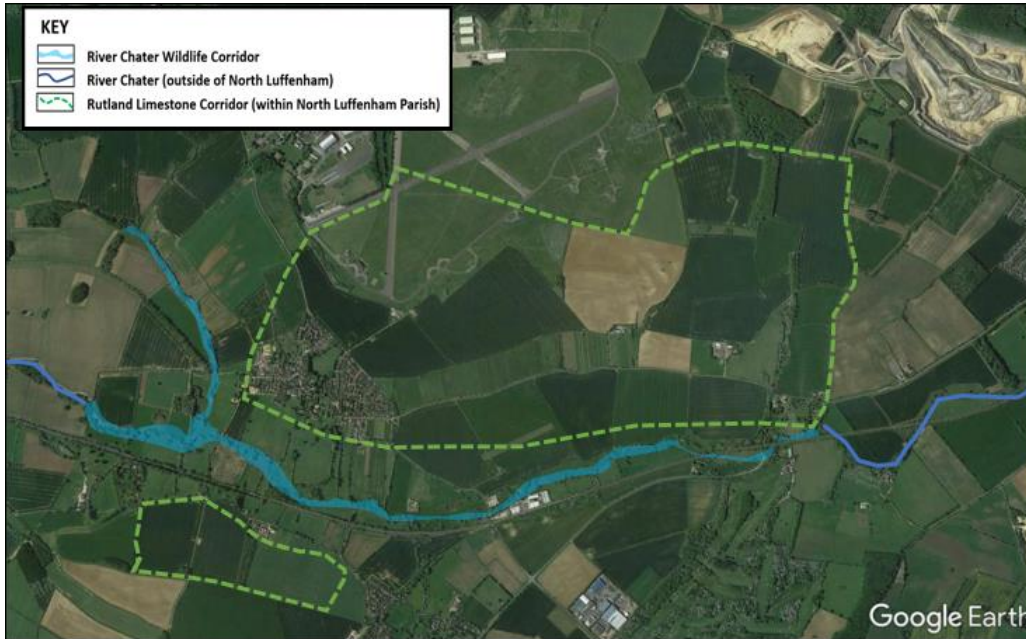 KEY
River Chater Wildlife Corridor
River Chater (outside of North Luffenham)
Rutland Limestone Corridor (within North Luffenham Parish)
Google Earth